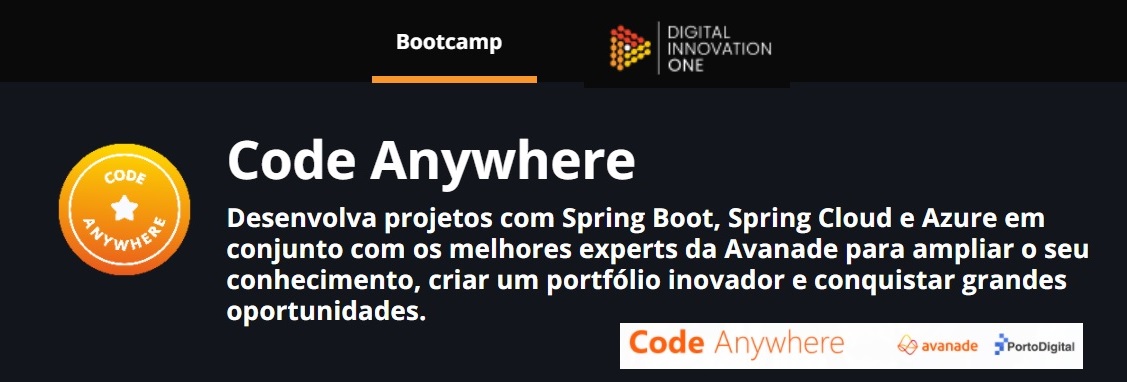 Bootcamp
DIGITAL
INNOVATION
ONE
CODE
ANYWHERE
Code Anywhere
Desenvolva projetos com Spring Boot, Spring Cloud e Azure em
conjunto com os melhores experts da Avanade para ampliar o seu
conhecimento, criar um portfólio inovador e conquistar grandes
oportunidades.
Code Anywhere
avanade
PortoDigital